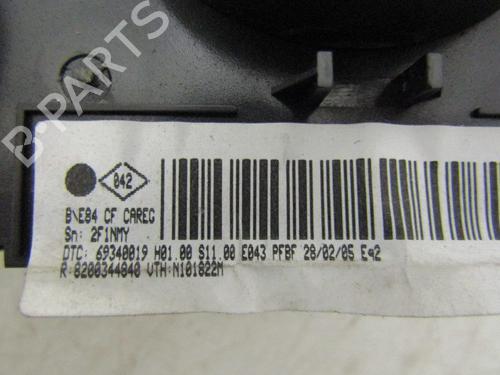 B-PARTS
042
B\E84 CF CAREG
Sn: 2F1NMY
DTC: 69340019 H01.00 S11.00 E043 PFBF 28/02/05 Eq2
R:8200344840 VTH:N101822M